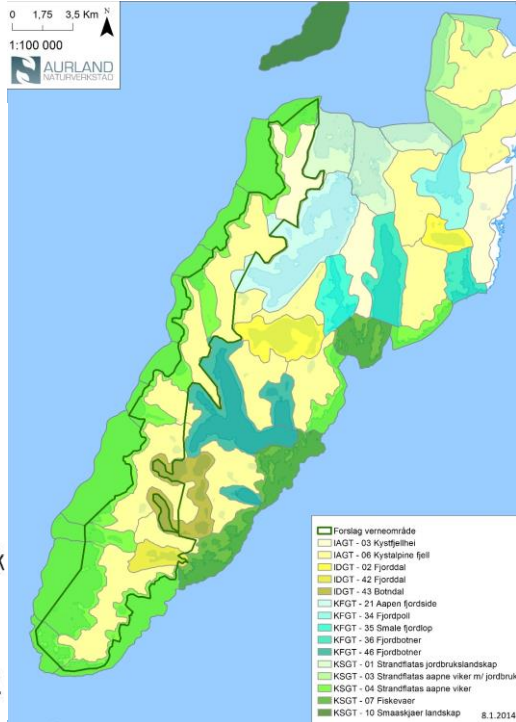 0 1,75 3,5 Km
N
1:100 000
AURLAND
NATURVERKSTAD
K
Forslag verneområde
IAGT - 03 Kystfjellhei
IAGT - 06 Kystalpine fjell
IDGT - 02 Fjorddal
IDGT - 42 Fjorddal
IDGT - 43 Botndal
KFGT - 21 Aapen fjordside
KFGT - 34 Fjordpoll
KFGT - 35 Smale fjordlop
KFGT - 36 Fjordbotner
KFGT - 46 Fjordbotner
KSGT - 01 Strandflatas jordbrukslandskap
KSGT - 03 Strandflatas aapne viker m/ jordbruk
KSGT - 04 Strandflatas aapne viker
KSGT - 07 Fiskevaer
KSGT - 10 Smaaskjaer landskap
8.1.2014